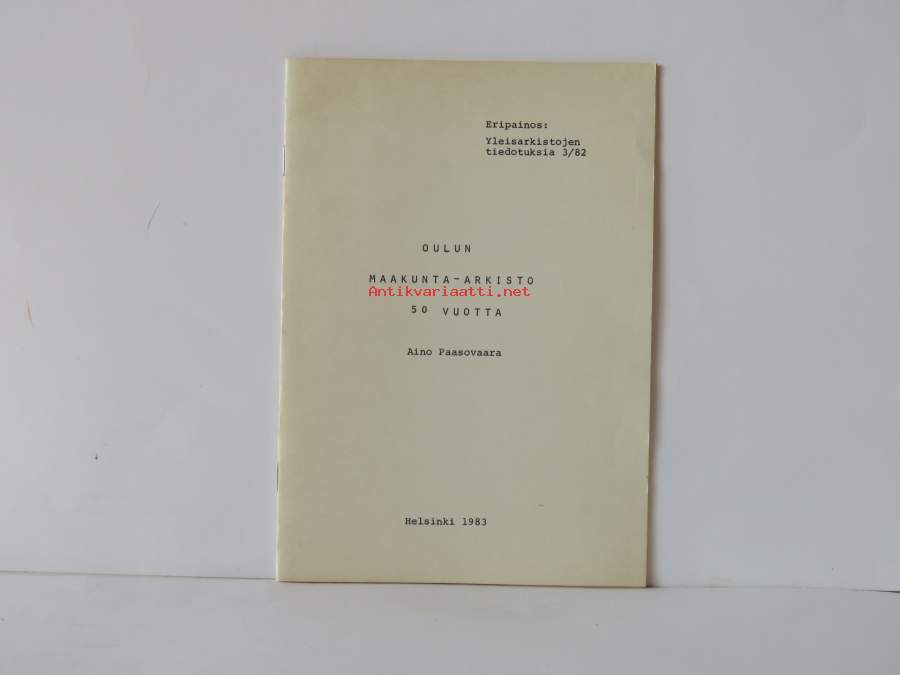 Eripainos:
Yleisarkistojen
tiedotuksia 3/82
OULUN
MAAKUNTA-ARKISTO
Antikvariaatti.net
50 VUOTTA
Aino Paasovaara
Helsinki 1983